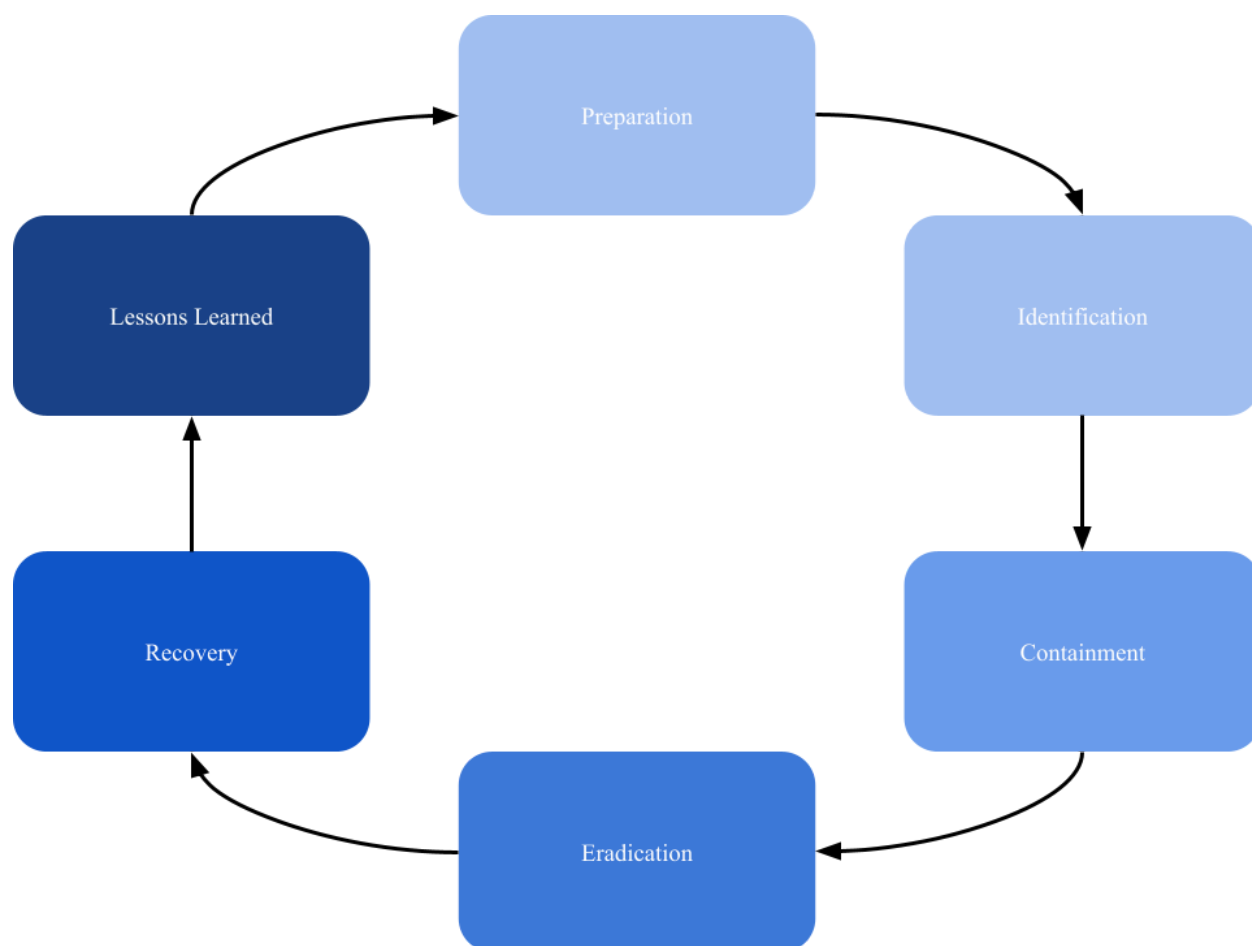 Preparation
Identification
Containment
Eradication
Recovery
Lessons Learned